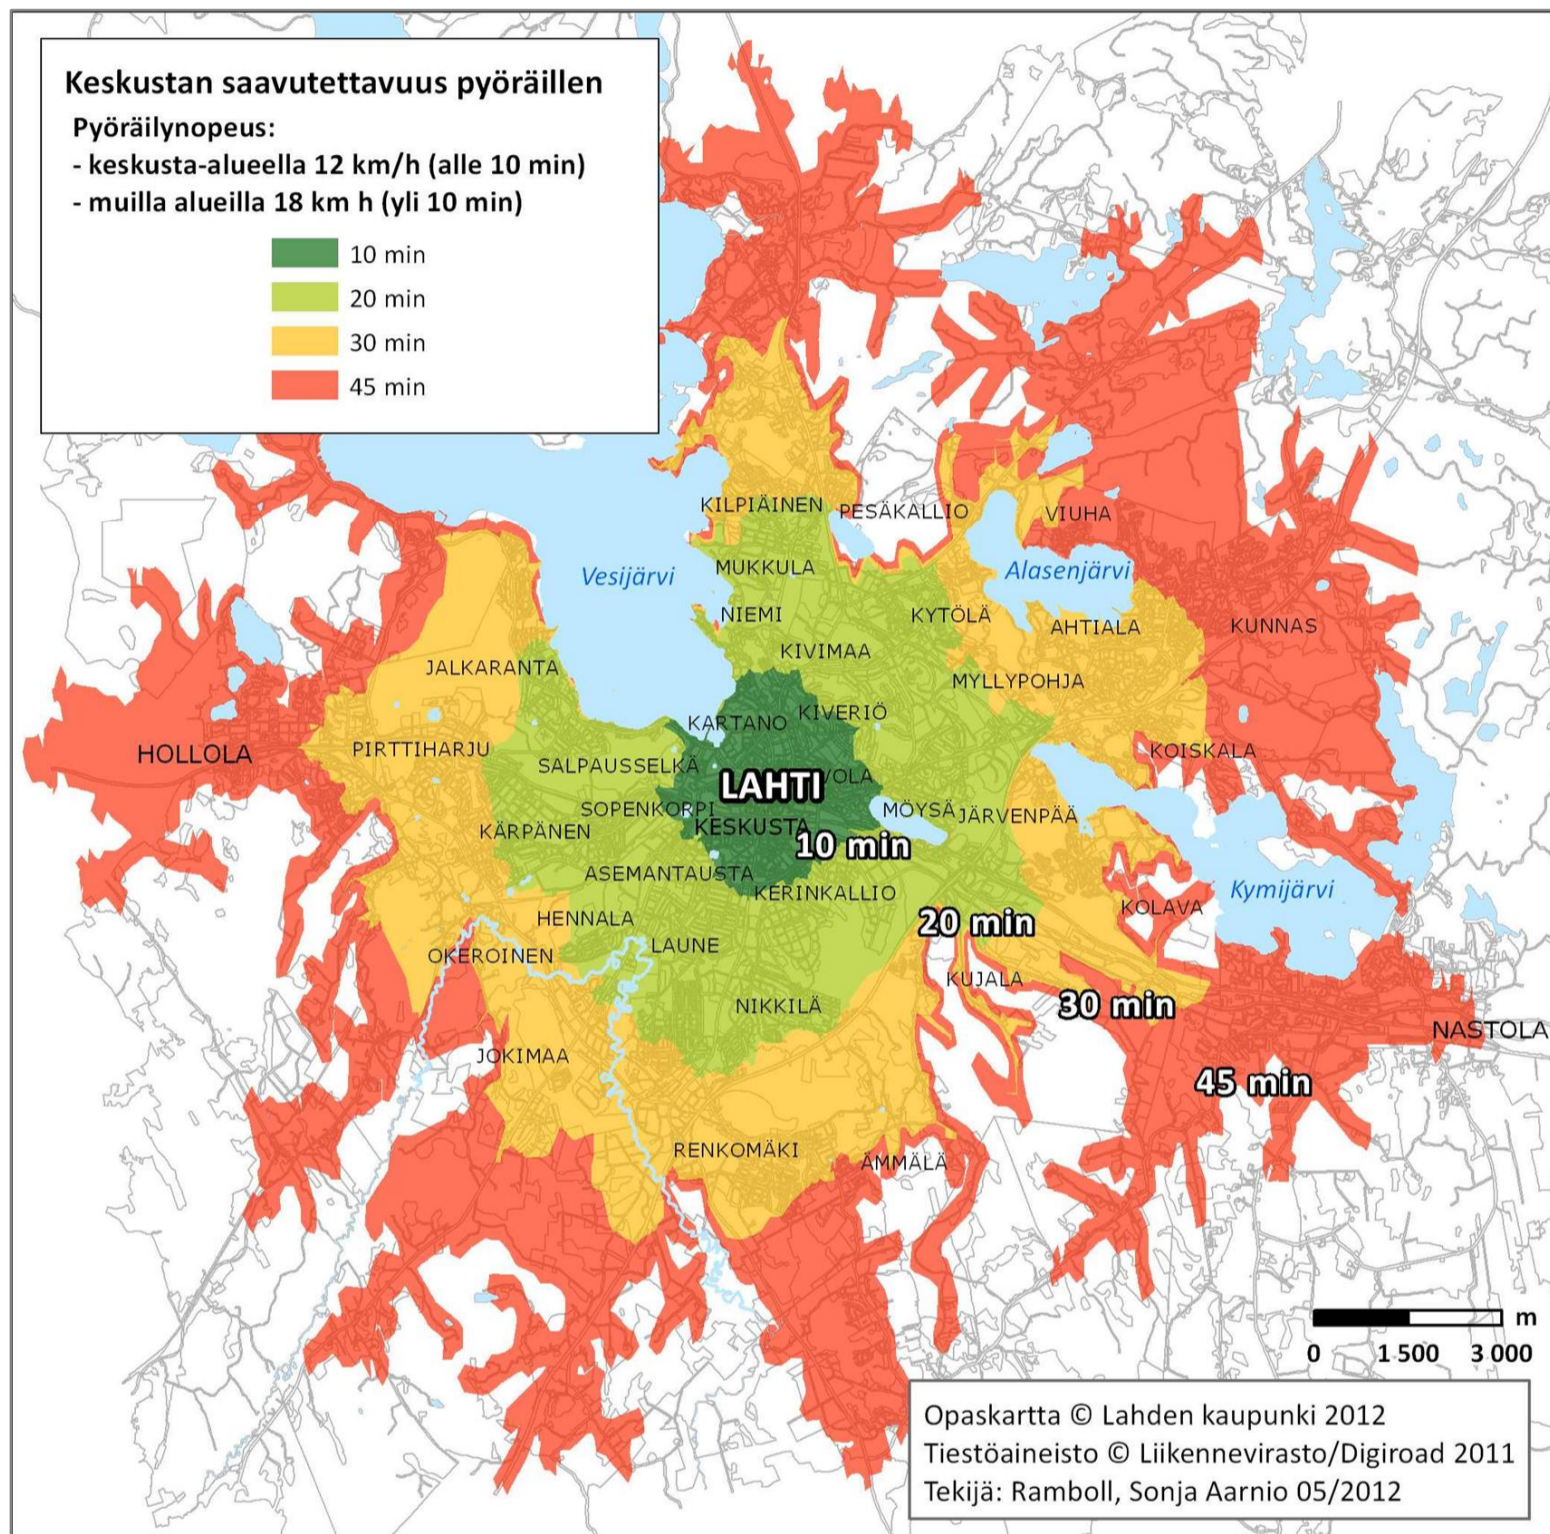 Keskustan saavutettavuus pyöräillen
Pyöräilynopeus:
- keskusta-alueella 12 km/h (alle 10 min)
- muilla alueilla 18 km h (yli 10 min)
10 min
20 min
30 min
45 min
KILPIÄINEN
PESÄKALLIO
VIUHA
Vesijärvi
MUKKULA
Alasenjärvi
NIEMI
KYTÖLÄ
AHTIALA
KUNNAS
KIVIMAA
JALKARANTA
MYLLYPOHJA
KARTANO
KIVERIÖ
HOLLOLA
PIRTTIHARJU
KOISKALA
SALPAUSSELKÄ
LAHTI
VOLA
SOPENKORPI
MÖYSÄ
JÄRVENPÄÄ
KÄRPÄNEN
KESKUSTA
10 min
ASEMANTAUSTA
KERINKALLIO
Kymijärvi
KOLAVA
HENNALA
20 min
LAUNE
OKEROINEN
KUJALA
NIKKILÄ
30 min
NASTOLA
JOKIMAA
45 min
RENKOMÄKI
ÄMMÄLÄ
m
0 1 500 3 000
Opaskartta © Lahden kaupunki 2012
Tiestöaineisto © Liikennevirasto/Digiroad 2011
Tekijä: Ramboll, Sonja Aarnio 05/2012